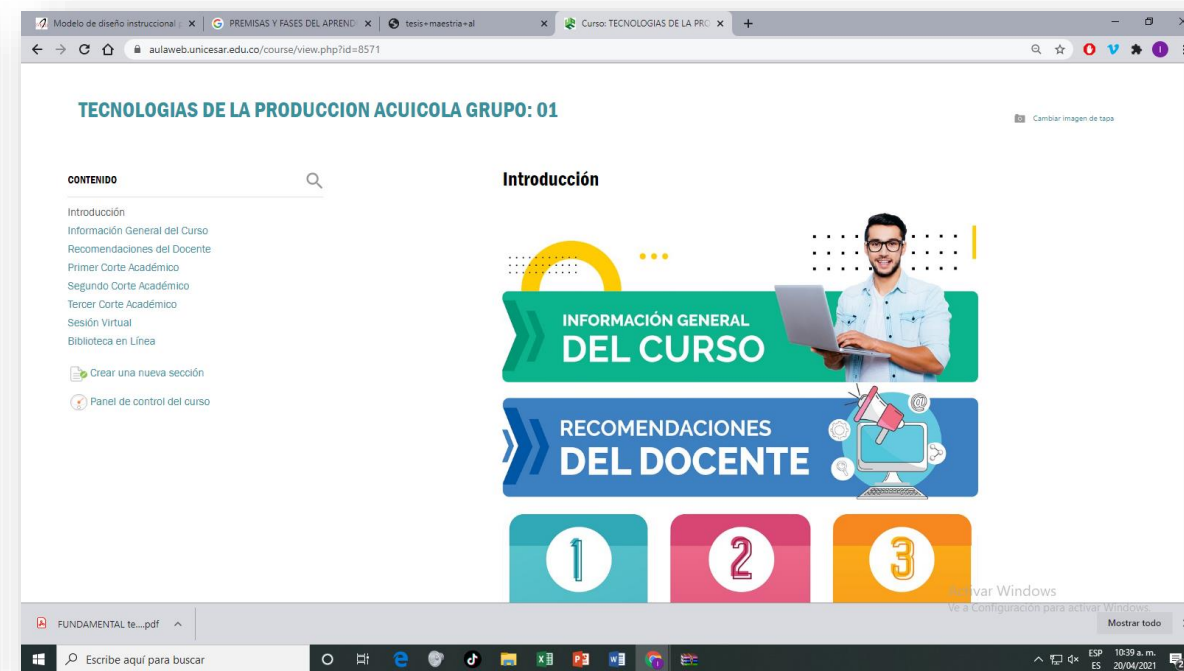 Modelo de diseño instruccional
PREMISAS Y FASES DEL APREND
tesis+maestria+al
Curso: TECNOLOGIAS DE LA PRO
aulaweb.unicesar.edu.co/course/view.php?id=8571
TECNOLOGIAS DE LA PRODUCCION ACUICOLA GRUPO: 01
Cambiar imagen de tapa
CONTENIDO
Introducción
Información General del Curso
Recomendaciones del Docente
Primer Corte Académico
Segundo Corte Académico
Tercer Corte Académico
Sesión Virtual
Biblioteca en Línea
Crear una nueva sección
Panel de control del curso
Introducción
INFORMACIÓN GENERAL
DEL CURSO
RECOMENDACIONES
DEL DOCENTE
1
2
3
var Windows
Ve a Configuración para activar Windows.
FUNDAMENTAL te....pdf
Mostrar todo
Escribe aquí para buscar
ESP
ES
10:39 a. m.
20/04/2021